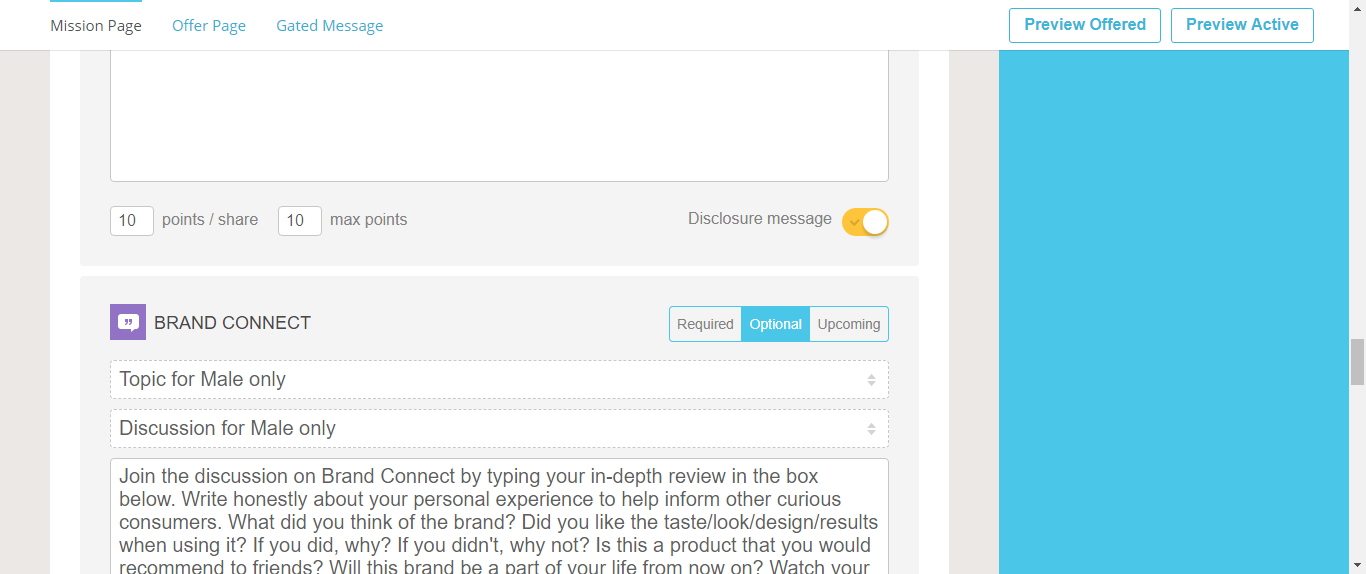 Mission Page Offer Page Gated Message Preview Offered Preview Active
10 points / share 10 max points Disclosure message
BRAND CONNECT Required Optional Upcoming
Topic for Male only
Discussion for Male only
Join the discussion on Brand Connect by typing your in-depth review in the box
below. Write honestly about your personal experience to help inform other curious
consumers. What did you think of the brand? Did you like the taste/look/design/results
when using it? If you did, why? If you didn't, why not? Is this a product that you would
recommend to friends? Will this brand be a part of your life from now on? Watch your